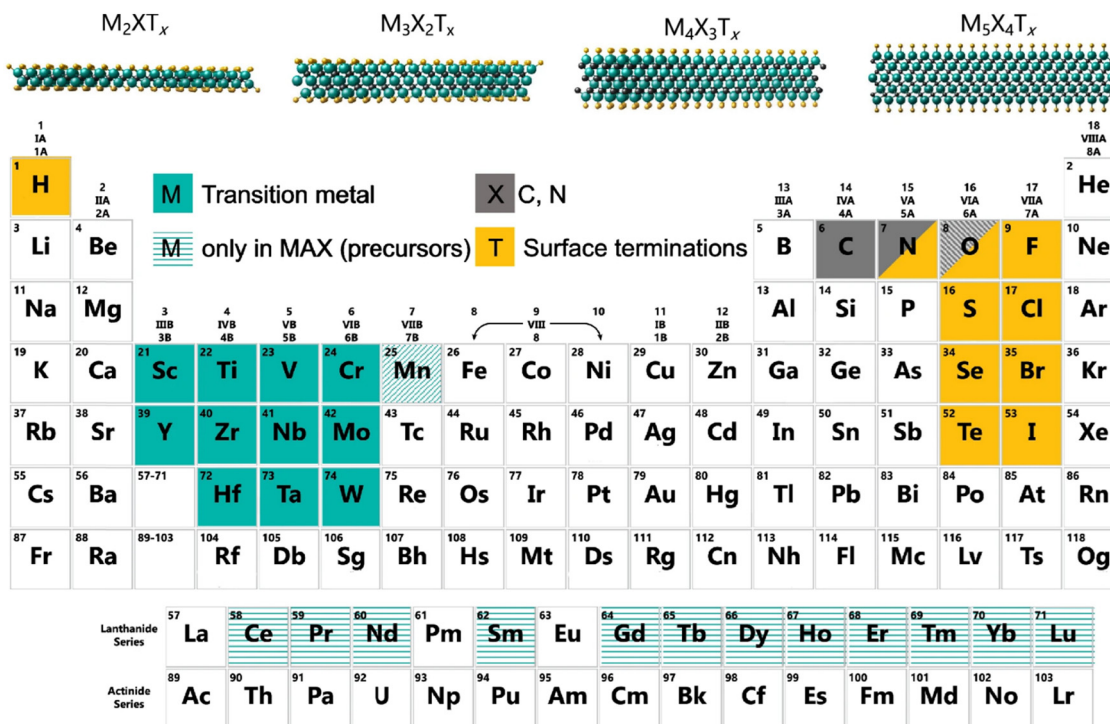 M₂XTₓ M₃X₂Tₓ M₄X₃Tₓ M₅X₄Tₓ
1 18
IA VIIIA
1A 8A
1 H 2 He
2 13 14 15 16 17
IIA IIIA IVA VA VIA VIIA
2A 3A 4A 5A 6A 7A
M Transition metal X C, N
M only in MAX (precursors) T Surface terminations
3 Li 4 Be 5 B 6 C 7 N 8 O 9 F 10 Ne
11 Na 12 Mg 13 Al 14 Si 15 P 16 S 17 Cl 18 Ar
3 4 5 6 7 8 9 10 11 12
IIIB IVB VB VIB VIIB VIII IB IIB
3B 4B 5B 6B 7B 8 1B 2B
19 K 20 Ca 21 Sc 22 Ti 23 V 24 Cr 25 Mn 26 Fe 27 Co 28 Ni 29 Cu 30 Zn 31 Ga 32 Ge 33 As 34 Se 35 Br 36 Kr
37 Rb 38 Sr 39 Y 40 Zr 41 Nb 42 Mo 43 Tc 44 Ru 45 Rh 46 Pd 47 Ag 48 Cd 49 In 50 Sn 51 Sb 52 Te 53 I 54 Xe
55 Cs 56 Ba 57-71 72 Hf 73 Ta 74 W 75 Re 76 Os 77 Ir 78 Pt 79 Au 80 Hg 81 Tl 82 Pb 83 Bi 84 Po 85 At 86 Rn
87 Fr 88 Ra 89-103 104 Rf 105 Db 106 Sg 107 Bh 108 Hs 109 Mt 110 Ds 111 Rg 112 Cn 113 Nh 114 Fl 115 Mc 116 Lv 117 Ts 118 Og
Lanthanide
Series
57 La 58 Ce 59 Pr 60 Nd 61 Pm 62 Sm 63 Eu 64 Gd 65 Tb 66 Dy 67 Ho 68 Er 69 Tm 70 Yb 71 Lu
Actinide
Series
89 Ac 90 Th 91 Pa 92 U 93 Np 94 Pu 95 Am 96 Cm 97 Bk 98 Cf 99 Es 100 Fm 101 Md 102 No 103 Lr